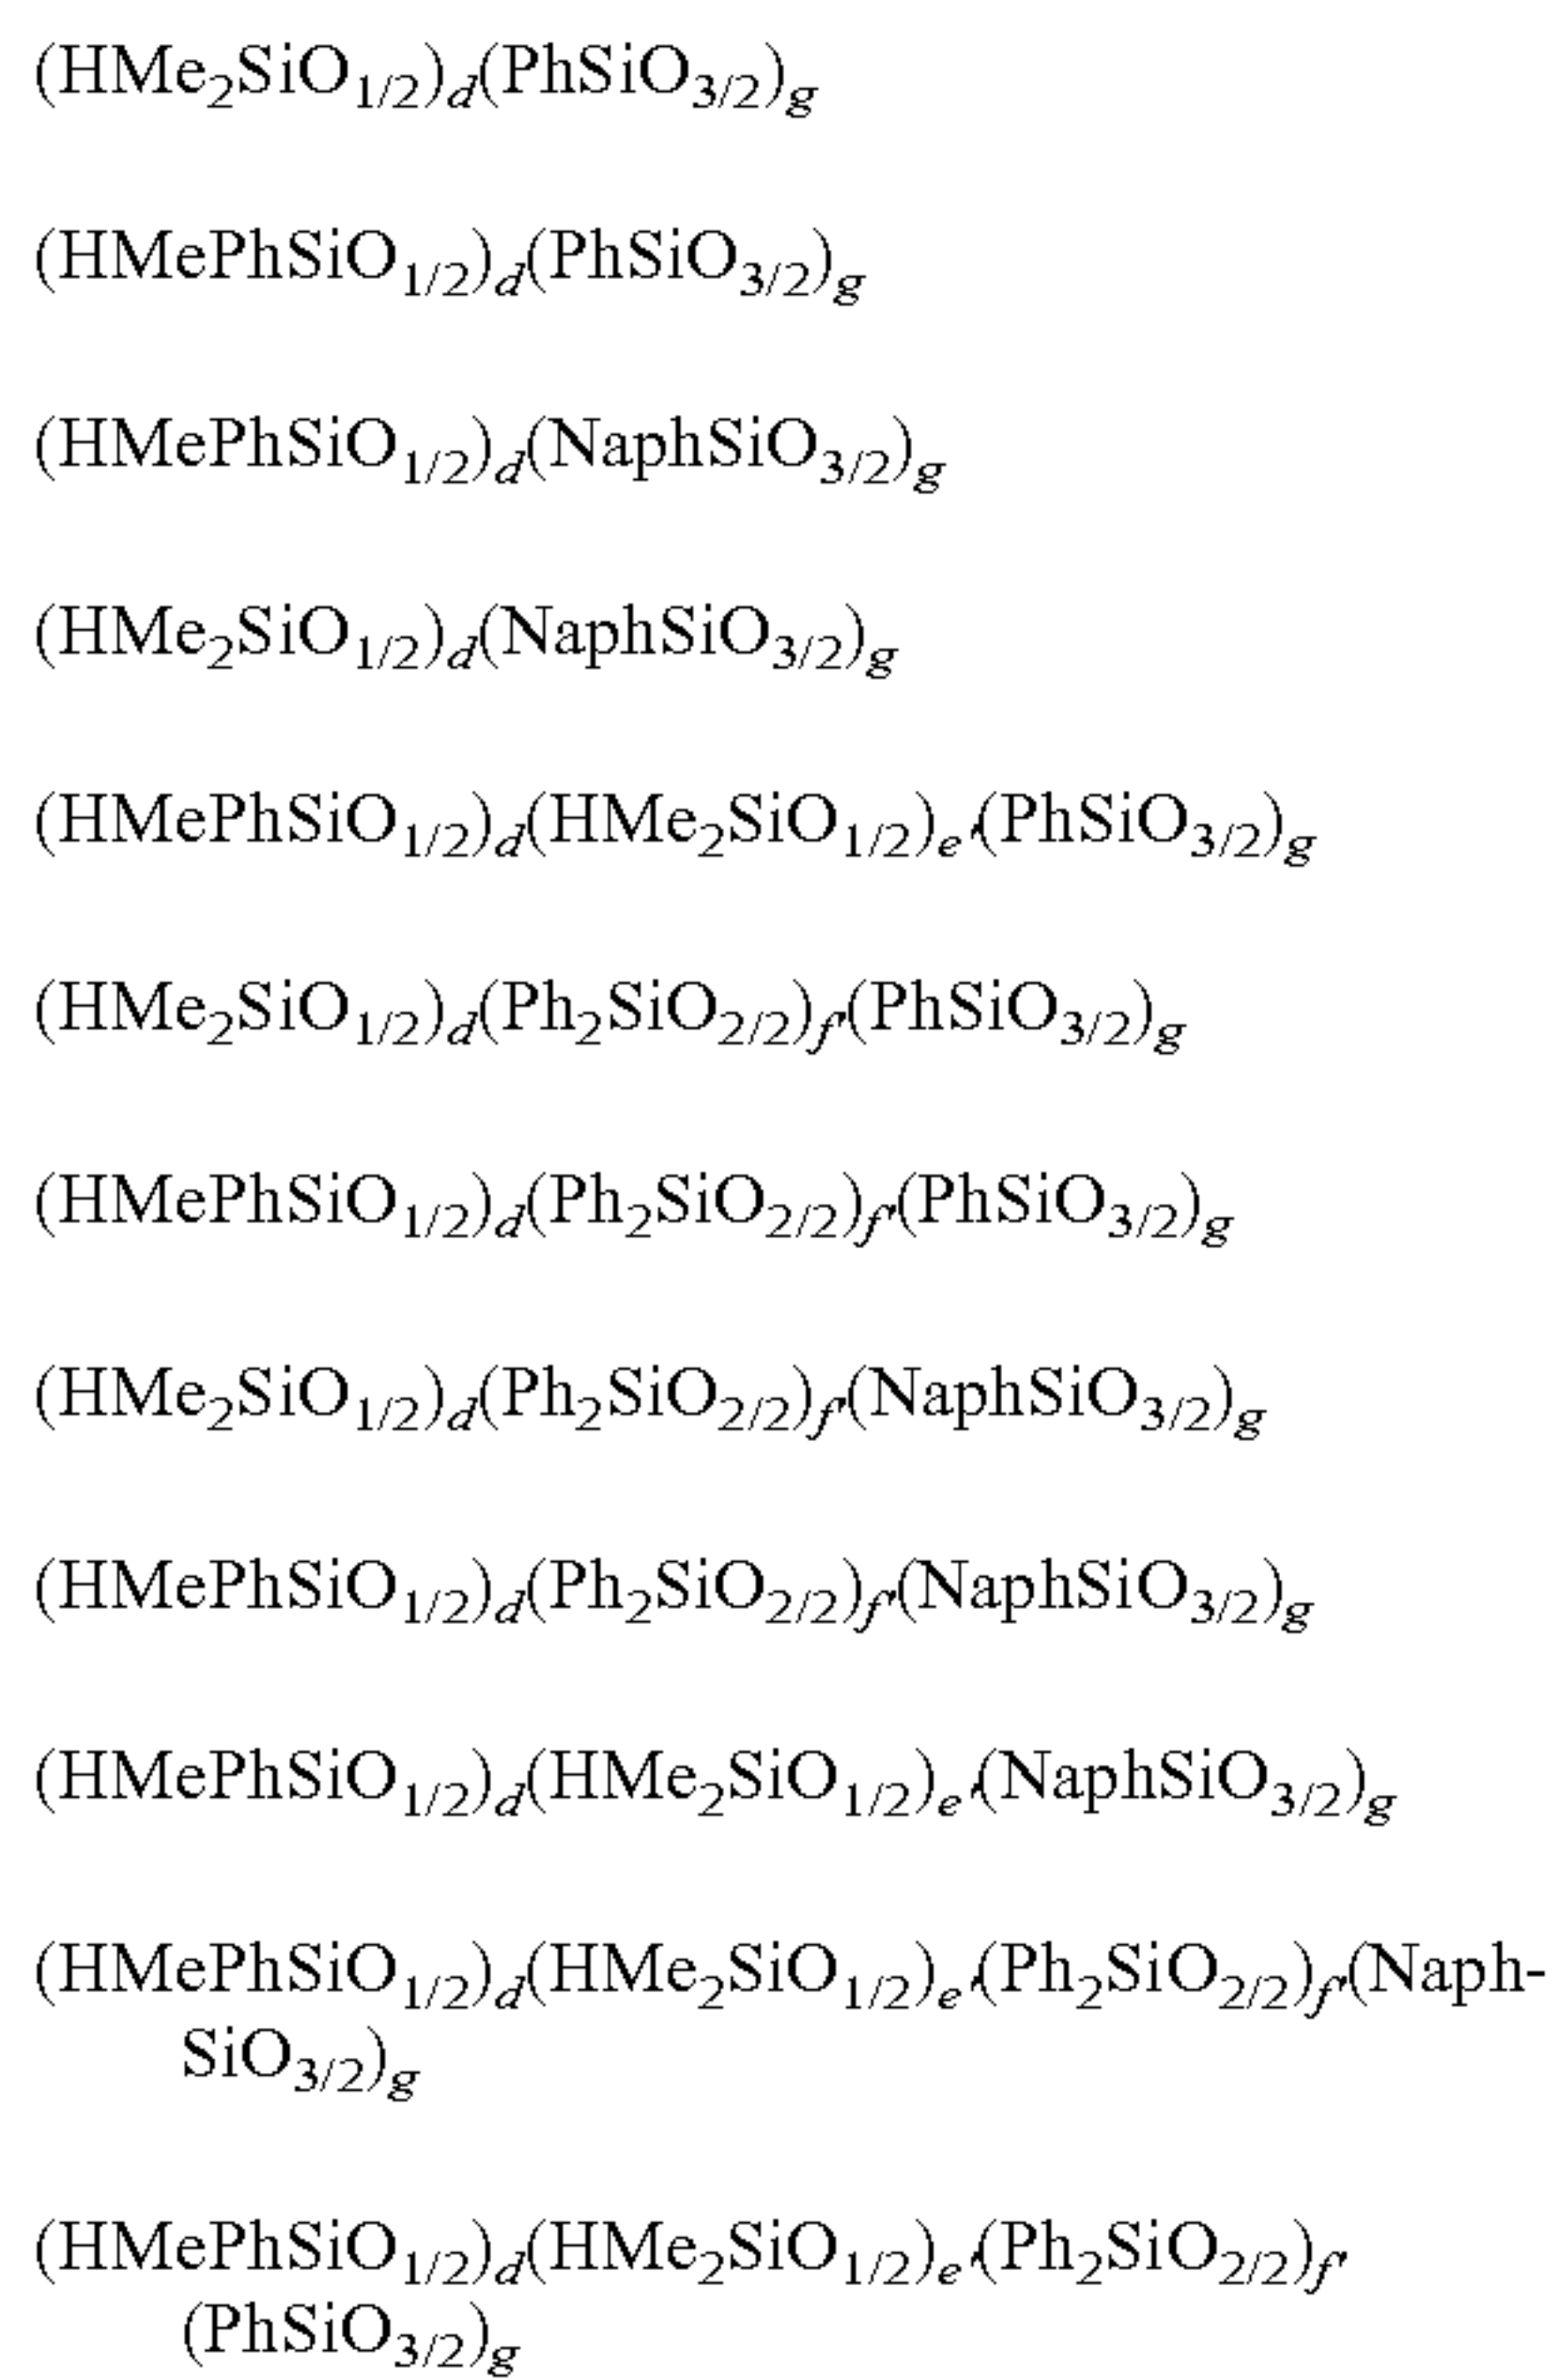 (HMe₂SiO₁/₂)d(PhSiO₃/₂)g
(HMePhSiO₁/₂)d(PhSiO₃/₂)g
(HMePhSiO₁/₂)d(NaphSiO₃/₂)g
(HMe₂SiO₁/₂)d(NaphSiO₃/₂)g
(HMePhSiO₁/₂)d(HMe₂SiO₁/₂)e′(PhSiO₃/₂)g
(HMe₂SiO₁/₂)d(Ph₂SiO₂/₂)f′(PhSiO₃/₂)g
(HMePhSiO₁/₂)d(Ph₂SiO₂/₂)f′(PhSiO₃/₂)g
(HMe₂SiO₁/₂)d(Ph₂SiO₂/₂)f′(NaphSiO₃/₂)g
(HMePhSiO₁/₂)d(Ph₂SiO₂/₂)f′(NaphSiO₃/₂)g
(HMePhSiO₁/₂)d(HMe₂SiO₁/₂)e′(NaphSiO₃/₂)g
(HMePhSiO₁/₂)d(HMe₂SiO₁/₂)e′(Ph₂SiO₂/₂)f′(Naph-
SiO₃/₂)g
(HMePhSiO₁/₂)d(HMe₂SiO₁/₂)e′(Ph₂SiO₂/₂)f′
(PhSiO₃/₂)g